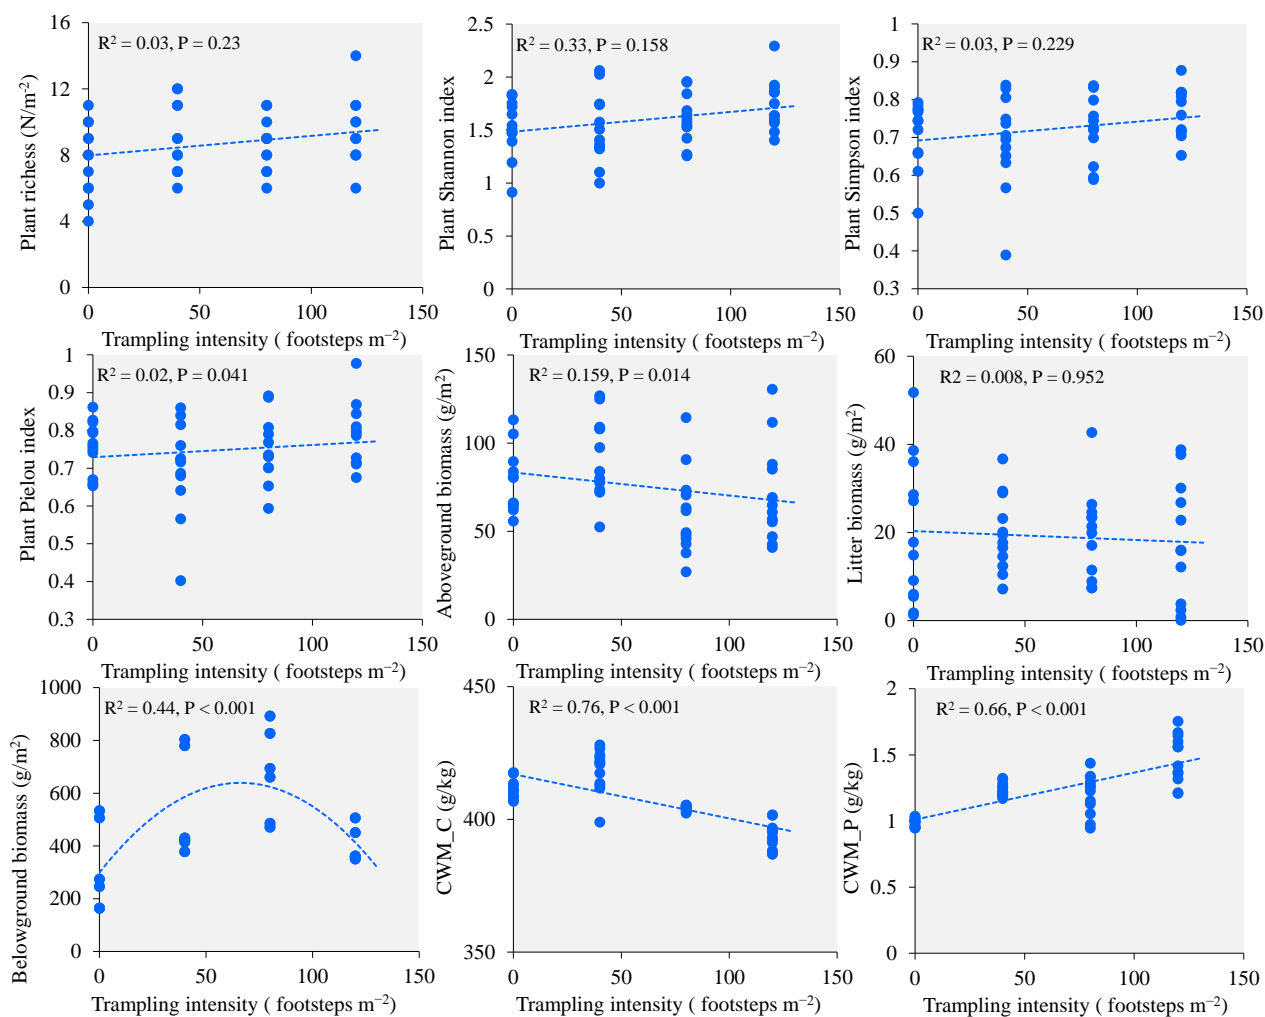 R² = 0.03, P = 0.23
Plant richess (N/m⁻²)
16
12
8
4
0
0 50 100 150
Trampling intensity ( footsteps m⁻²)
R² = 0.33, P = 0.158
Plant Shannon index
2.5
2
1.5
1
0.5
0
0 50 100 150
Trampling intensity ( footsteps m⁻²)
R² = 0.03, P = 0.229
Plant Simpson index
1
0.9
0.8
0.7
0.6
0.5
0.4
0.3
0 50 100 150
Trampling intensity ( footsteps m⁻²)
R² = 0.02, P = 0.041
Plant Pielou index
1
0.9
0.8
0.7
0.6
0.5
0.4
0.3
0 50 100 150
Trampling intensity ( footsteps m⁻²)
R² = 0.159, P = 0.014
Aboveground biomass (g/m²)
150
100
50
0
0 50 100 150
Trampling intensity ( footsteps m⁻²)
R2 = 0.008, P = 0.952
Litter biomass (g/m²)
60
40
20
0
0 50 100 150
Trampling intensity ( footsteps m⁻²)
R² = 0.44, P < 0.001
Belowground biomass (g/m²)
1000
800
600
400
200
0
0 50 100 150
Trampling intensity ( footsteps m⁻²)
R² = 0.76, P < 0.001
CWM_C (g/kg)
450
400
350
0 50 100 150
Trampling intensity ( footsteps m⁻²)
R² = 0.66, P < 0.001
CWM_P (g/kg)
2
1.5
1
0.5
0
0 50 100 150
Trampling intensity ( footsteps m⁻²)